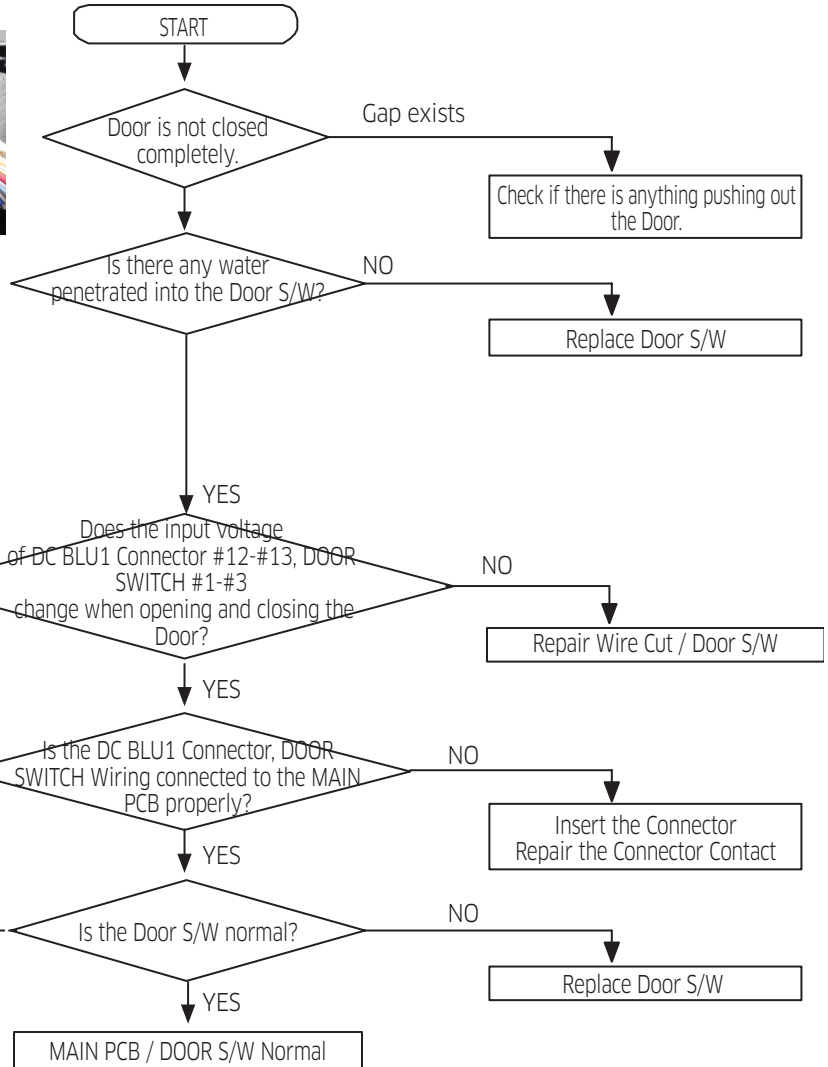 START
Door is not closed
completely.
Gap exists
Check if there is anything pushing out
the Door.
Is there any water
penetrated into the Door S/W?
NO
Replace Door S/W
YES
Does the input voltage
of DC BLU1 Connector #12-#13, DOOR
SWITCH #1-#3
change when opening and closing the
Door?
NO
Repair Wire Cut / Door S/W
YES
Is the DC BLU1 Connector, DOOR
SWITCH Wiring connected to the MAIN
PCB properly?
NO
Insert the Connector
Repair the Connector Contact
YES
Is the Door S/W normal?
NO
Replace Door S/W
YES
MAIN PCB / DOOR S/W Normal